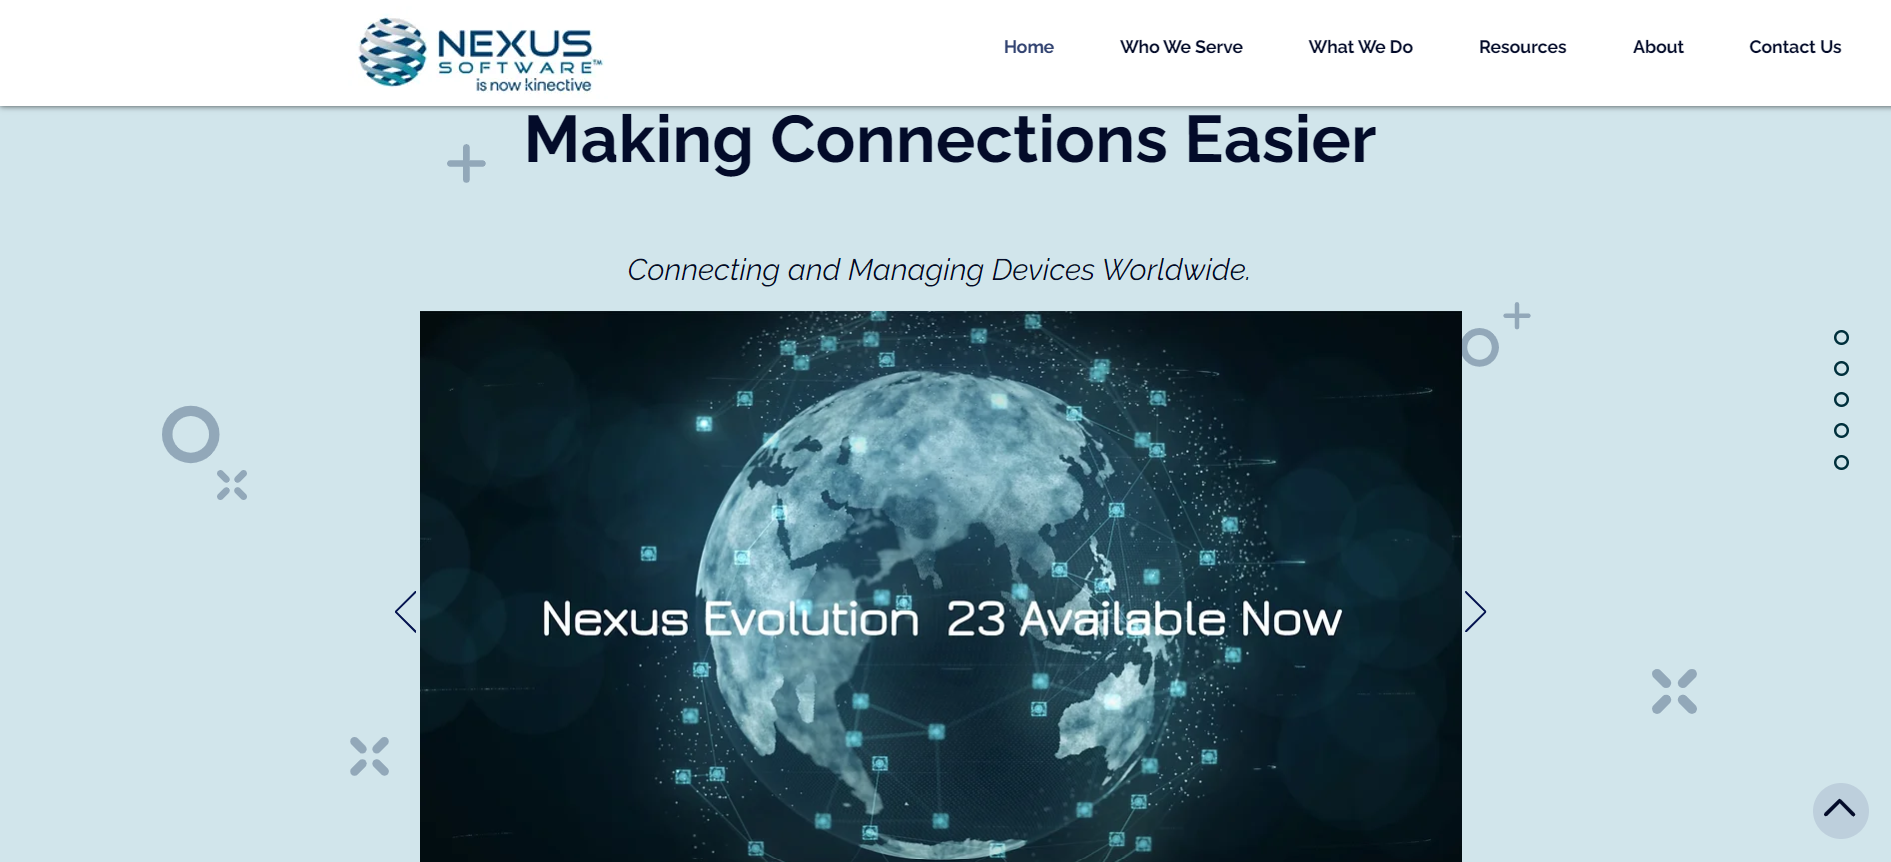 NEXUS
SOFTWARE™
is now kinective
Home
Who We Serve
What We Do
Resources
About
Contact Us
Making Connections Easier
Connecting and Managing Devices Worldwide.
Nexus Evolution 23 Available Now